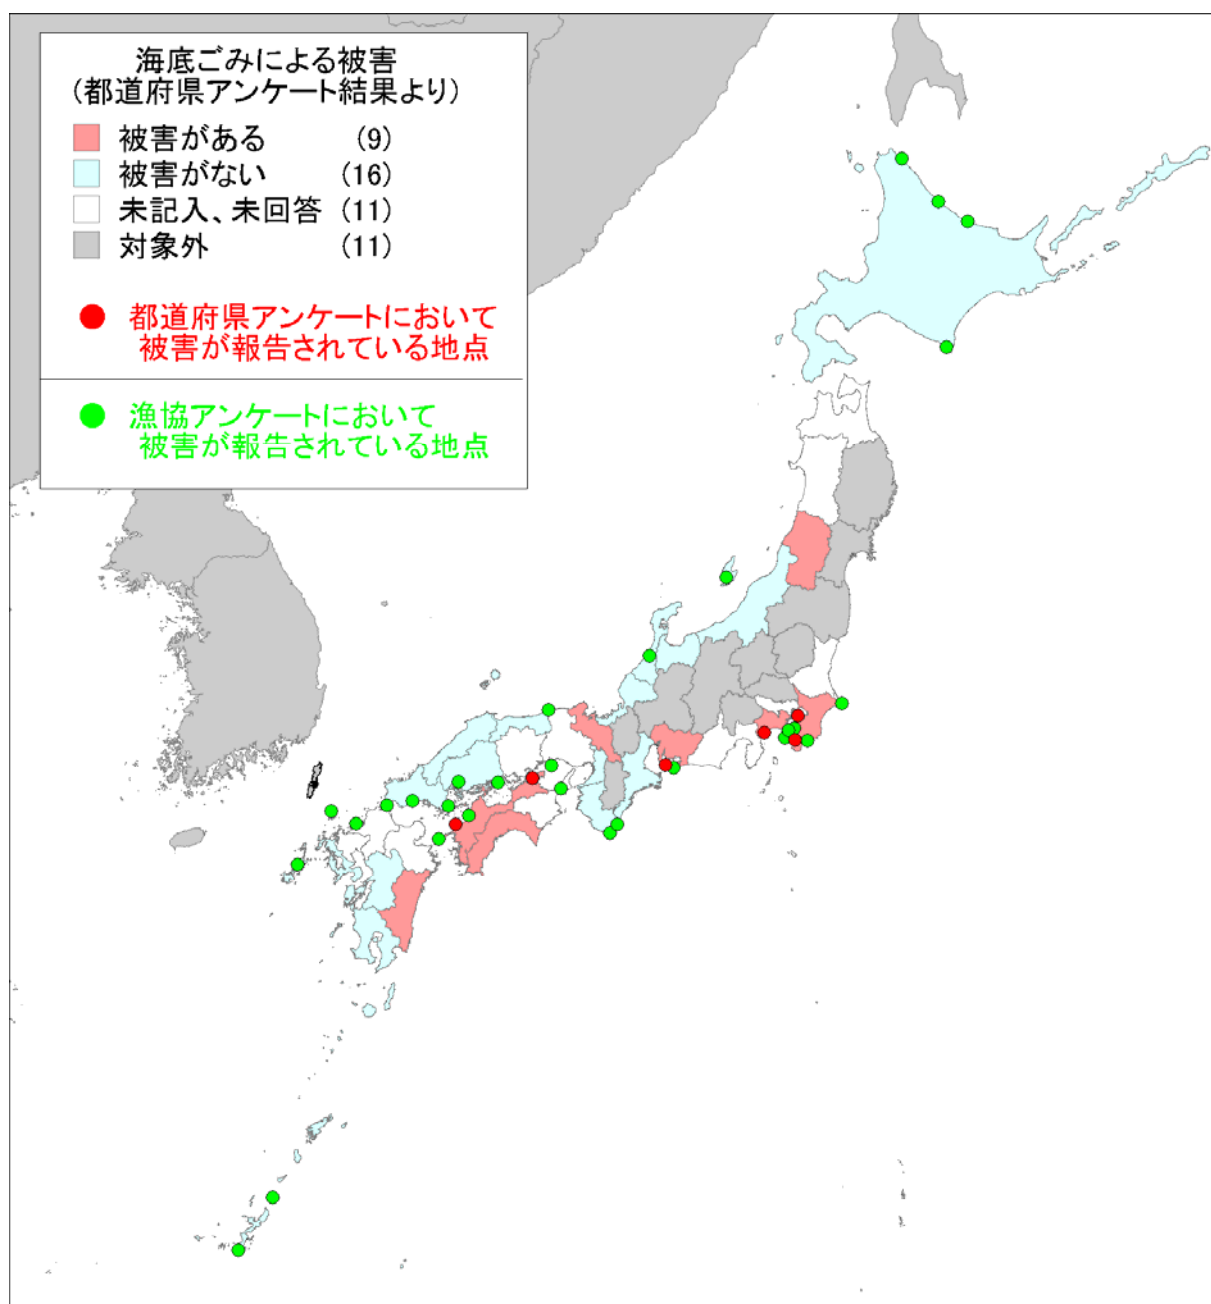 海底ごみによる被害
(都道府県アンケート結果より)
被害がある (9)
被害がない (16)
未記入、未回答 (11)
対象外 (11)
都道府県アンケートにおいて
被害が報告されている地点
漁協アンケートにおいて
被害が報告されている地点